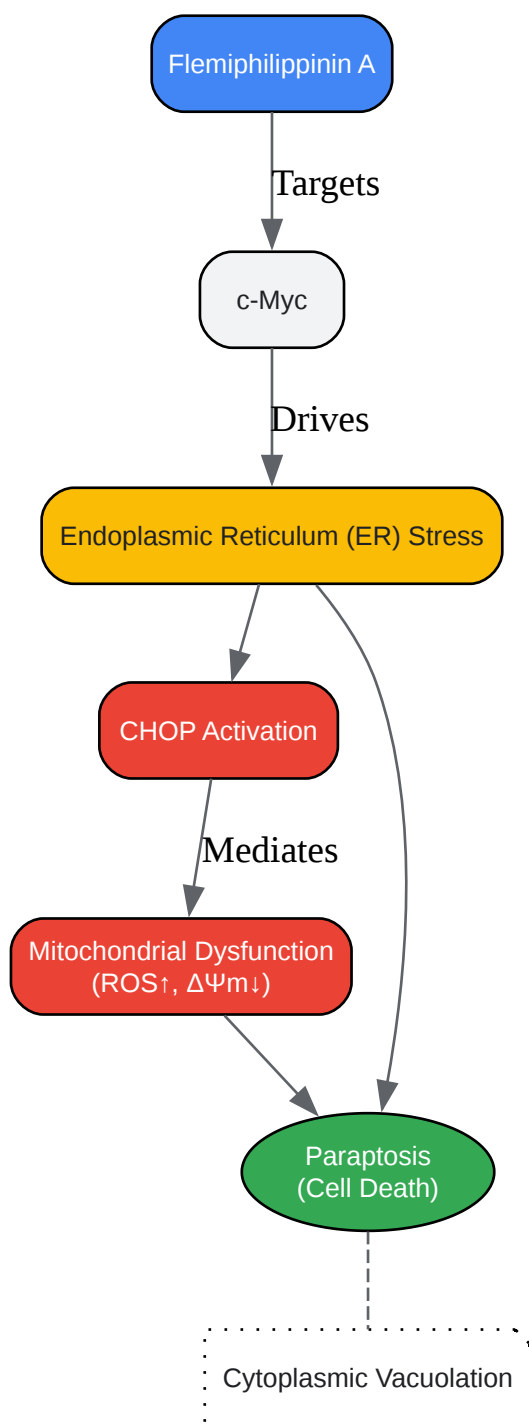 Flemiphilippinin A
Targets
c-Myc
Drives
Endoplasmic Reticulum (ER) Stress
CHOP Activation
Mediates
Mitochondrial Dysfunction
(ROS↑, ΔΨm↓)
Paraptosis
(Cell Death)
Cytoplasmic Vacuolation